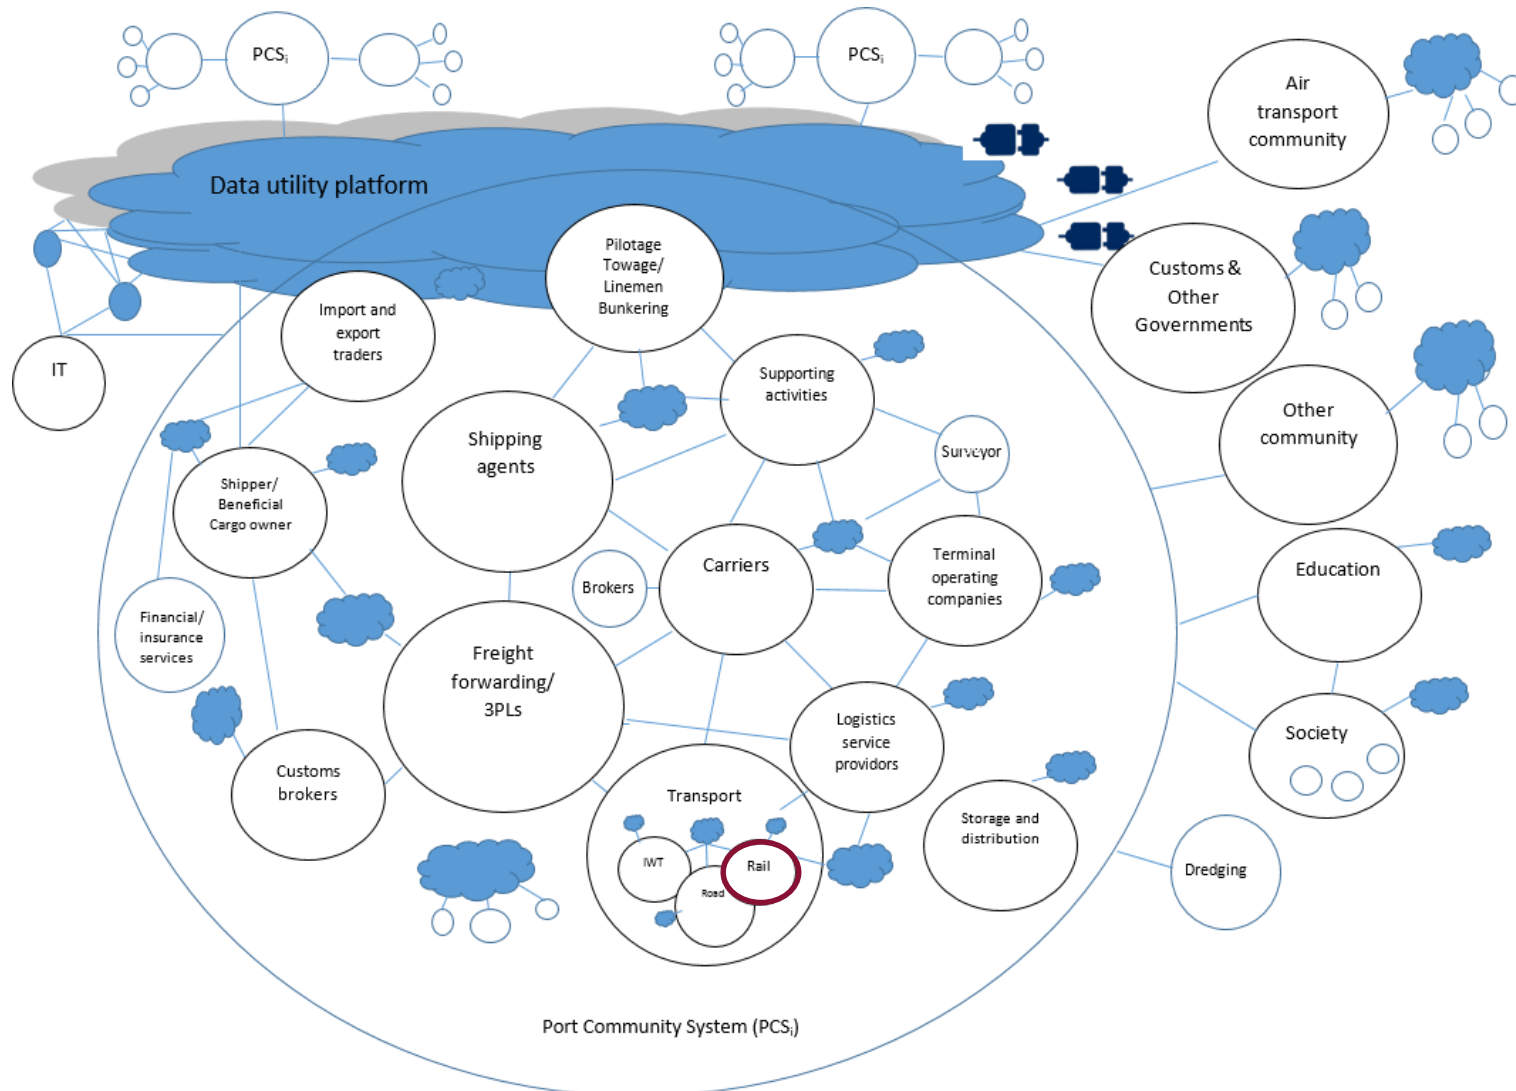 PCSi
PCSi
Air
transport
community
Data utility platform
Pilotage
Towage/
Linemen
Bunkering
Customs &
Other
Governments
Import and
export
traders
IT
Supporting
activities
Other
community
Shipping
agents
Surveyor
Shipper/
Beneficial
Cargo owner
Terminal
operating
companies
Carriers
Education
Brokers
Financial/
insurance
services
Freight
forwarding/
3PLs
Logistics
service
providors
Society
Customs
brokers
Transport
Storage and
distribution
IWT
Rail
Road
Dredging
Port Community System (PCSi)